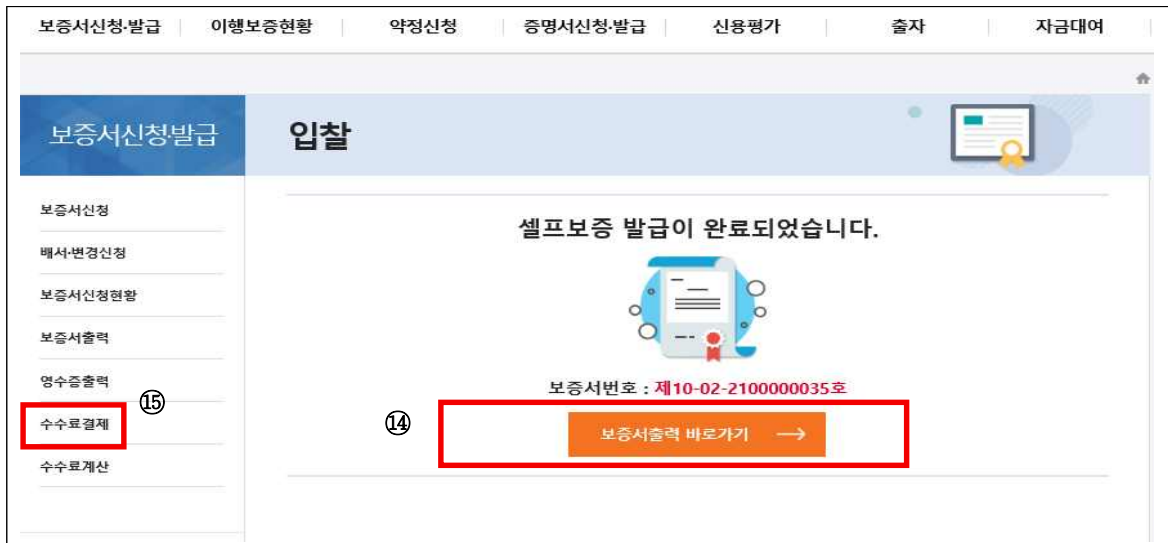 보증서신청·발급 이행보증현황 약정신청 증명서신청·발급 신용평가 출자 자금대여
보증서신청·발급
입찰
보증서신청
배서·변경신청
보증서신청현황
보증서출력
영수증출력
⑮
수수료결제
수수료계산
셀프보증 발급이 완료되었습니다.
보증서번호 : 제10-02-2100000035호
⑭
보증서출력 바로가기 →